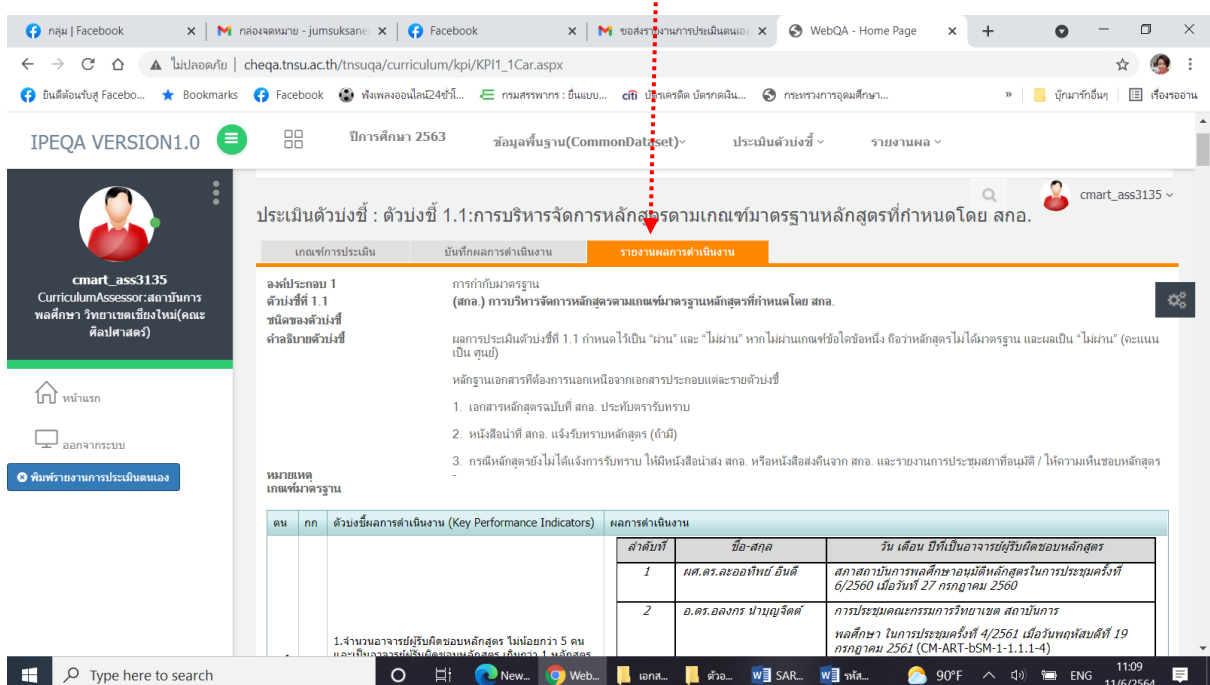 กลุ่ม | Facebook
กล่องจดหมาย - jumsuksane
Facebook
ขอส่งรายงานการประเมินตนเอง
WebQA - Home Page
ไม่ปลอดภัย | cheqa.tnsu.ac.th/tnsuqa/curriculum/kpi/KPI1_1Car.aspx
ยินดีต้อนรับสู่ Facebo... Bookmarks Facebook ฟังเพลงออนไลน์24ชั่วโ... กรมสรรพากร : ยื่นแบบ... citi บัตรเครดิต บัตรกดเงิน... กระทรวงการอุดมศึกษา... » บุ๊กมาร์กอื่นๆ เรื่องรออ่าน
IPEQA VERSION1.0
ปีการศึกษา 2563
ข้อมูลพื้นฐาน(CommonDataset)
ประเมินตัวบ่งชี้
รายงานผล
cmart_ass3135
ประเมินตัวบ่งชี้ : ตัวบ่งชี้ 1.1:การบริหารจัดการหลักสูตรตามเกณฑ์มาตรฐานหลักสูตรที่กำหนดโดย สกอ.
เกณฑ์การประเมิน
บันทึกผลการดำเนินงาน
รายงานผลการดำเนินงาน
cmart_ass3135
CurriculumAssessor:สถาบันการ
พลศึกษา วิทยาเขตเชียงใหม่(คณะ
ศิลปศาสตร์)
หน้าแรก
ออกจากระบบ
พิมพ์รายงานการประเมินตนเอง
องค์ประกอบ 1 การกำกับมาตรฐาน
ตัวบ่งชี้ที่ 1.1 (สกอ.) การบริหารจัดการหลักสูตรตามเกณฑ์มาตรฐานหลักสูตรที่กำหนดโดย สกอ.
ชนิดของตัวบ่งชี้
คำอธิบายตัวบ่งชี้ ผลการประเมินตัวบ่งชี้ที่ 1.1 กำหนดไว้เป็น “ผ่าน” และ “ไม่ผ่าน” หากไม่ผ่านเกณฑ์ข้อใดข้อหนึ่ง ถือว่าหลักสูตรไม่ได้มาตรฐาน และผลเป็น “ไม่ผ่าน” (คะแนน
เป็น ศูนย์)
หลักฐานเอกสารที่ต้องการนอกเหนือจากเอกสารประกอบแต่ละรายตัวบ่งชี้
1. เอกสารหลักสูตรฉบับที่ สกอ. ประทับตรารับทราบ
2. หนังสือนำที่ สกอ. แจ้งรับทราบหลักสูตร (ถ้ามี)
3. กรณีหลักสูตรยังไม่ได้แจ้งการรับทราบ ให้มีหนังสือนำส่ง สกอ. หรือหนังสือส่งคืนจาก สกอ. และรายงานการประชุมสภาที่อนุมัติ / ให้ความเห็นชอบหลักสูตร
หมายเหตุ -
เกณฑ์มาตรฐาน
ตน กก ตัวบ่งชี้ผลการดำเนินงาน (Key Performance Indicators) ผลการดำเนินงาน
ลำดับที่ ชื่อ-สกุล วัน เดือน ปีที่เป็นอาจารย์ผู้รับผิดชอบหลักสูตร
1 ผศ.ดร.ละออทิพย์ อินดี สภาสถาบันการพลศึกษาอนุมัติหลักสูตรในการประชุมครั้งที่
6/2560 เมื่อวันที่ 27 กรกฎาคม 2560
2 อ.ดร.อลงกร นำบุญจิตต์ การประชุมคณะกรรมการวิทยาเขต สถาบันการ
พลศึกษา ในการประชุมครั้งที่ 4/2561 เมื่อวันพฤหัสบดีที่ 19
กรกฎาคม 2561 (CM-ART-bSM-1-1.1.1-4)
1.จำนวนอาจารย์ผู้รับผิดชอบหลักสูตร ไม่น้อยกว่า 5 คน
และเป็นอาจารย์ผู้รับผิดชอบหลักสูตร เกินกว่า 1 หลักสูตร
Type here to search
New... Web... เอกส... ตัวอ... SAR... รหัส...
90°F ENG 11:09
11/6/2564